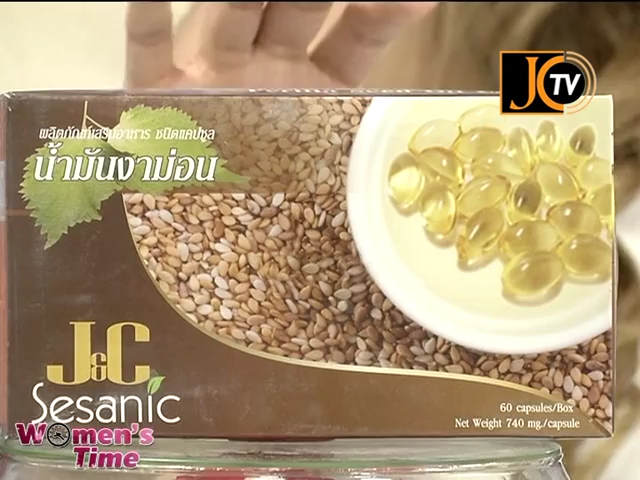 JCTV
ผลิตภัณฑ์เสริมอาหาร ชนิดแคปซูล
น้ำมันงาม่อน
J&C
Sesanic
60 capsules/Box
Net Weight 740 mg./capsule
Women's
Time